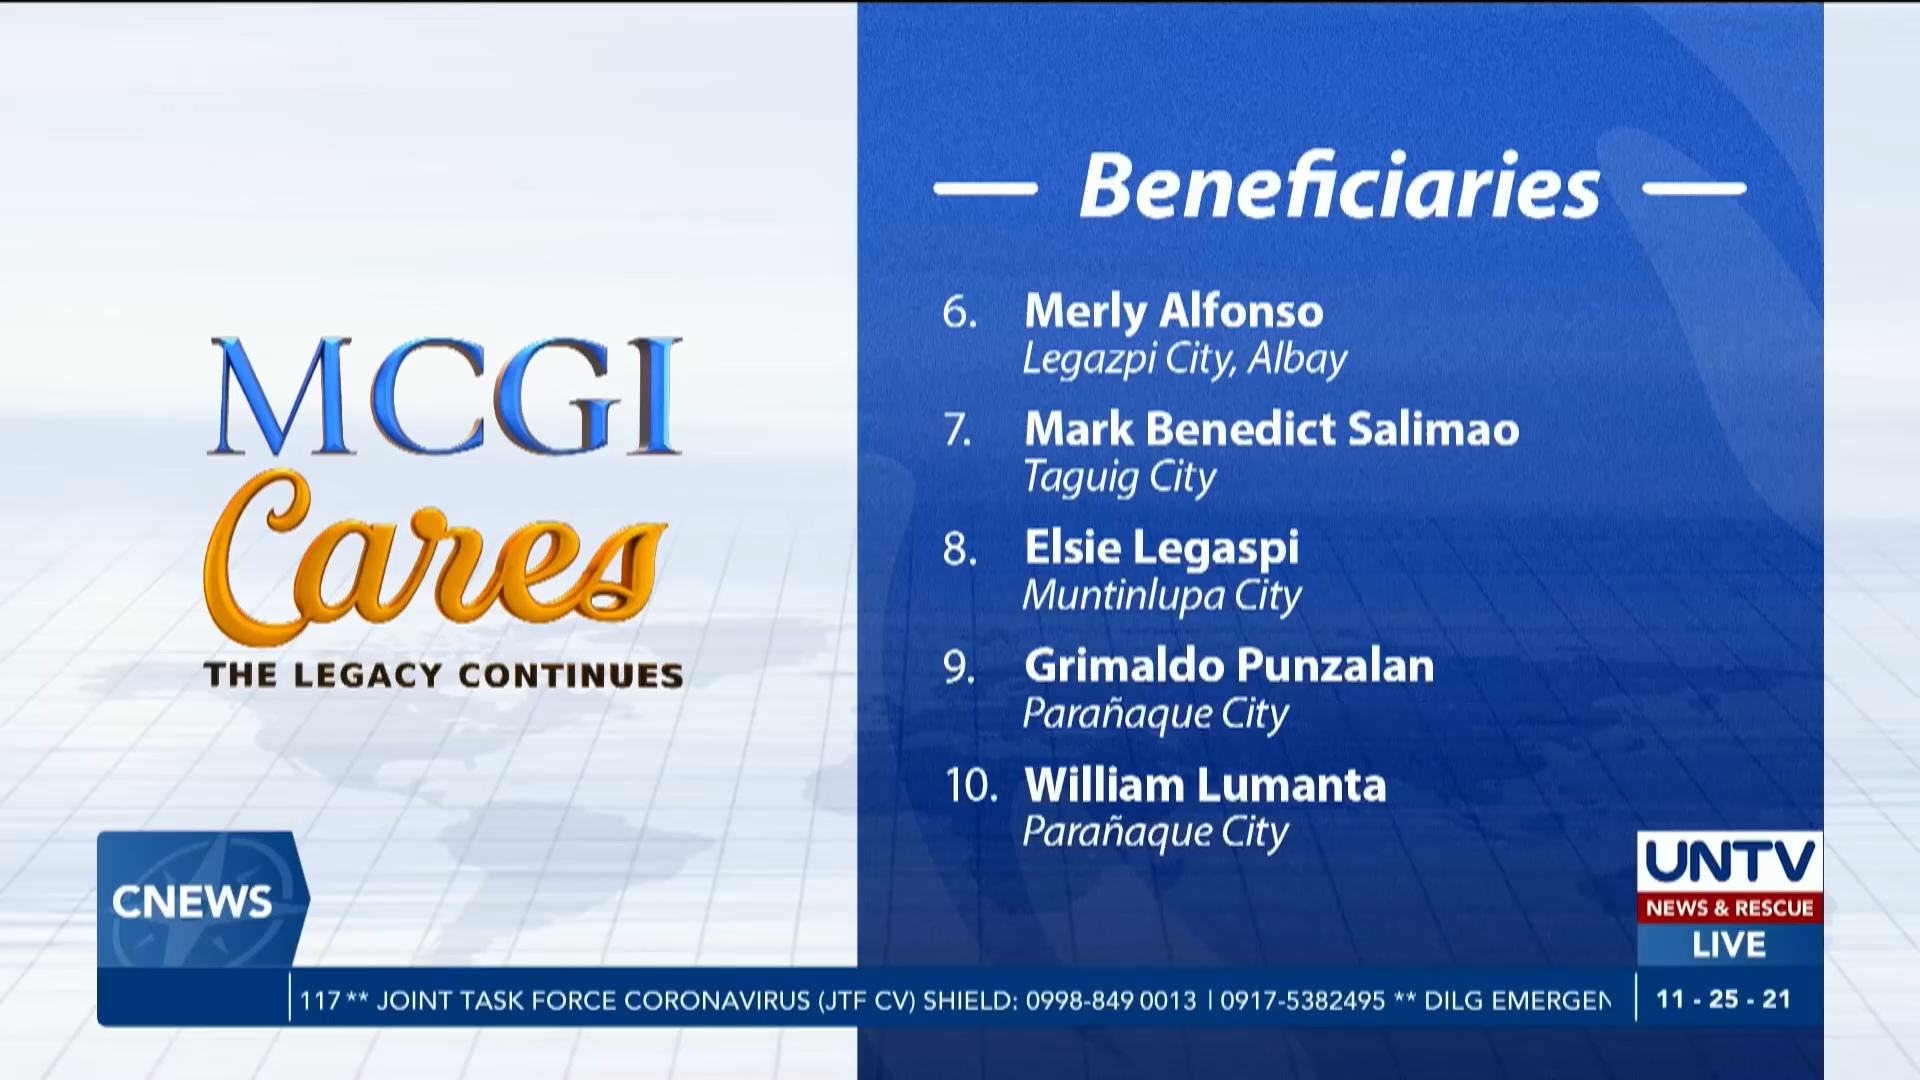 MCGI
Cares
THE LEGACY CONTINUES
Beneficiaries
6. Merly Alfonso
Legazpi City, Albay
7. Mark Benedict Salimao
Taguig City
8. Elsie Legaspi
Muntinlupa City
9. Grimaldo Punzalan
Parañaque City
10. William Lumanta
Parañaque City
CNEWS
UNTV
NEWS & RESCUE
LIVE
117 ** JOINT TASK FORCE CORONAVIRUS (JTF CV) SHIELD: 0998-849 0013 | 0917-5382495 ** DILG EMERGEN
11 - 25 - 21